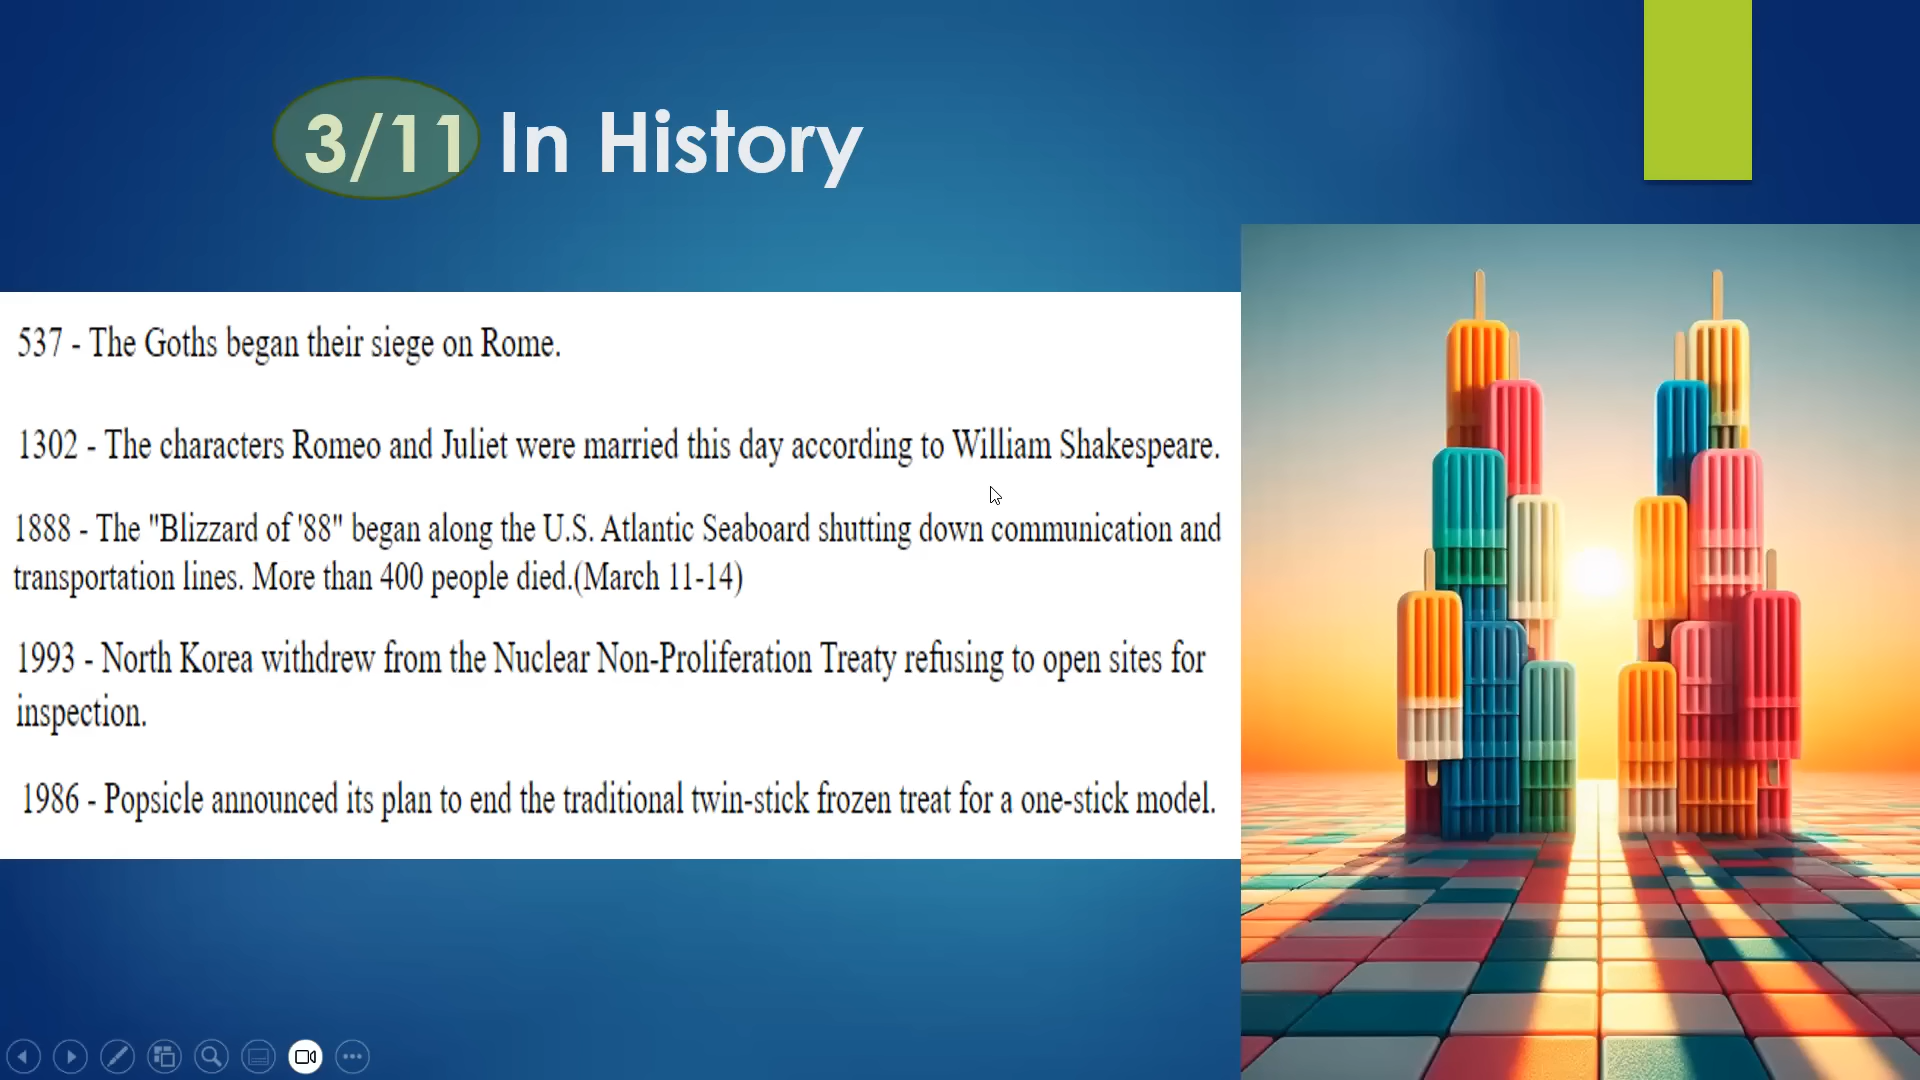 3/11 In History
537 - The Goths began their siege on Rome.
1302 - The characters Romeo and Juliet were married this day according to William Shakespeare.
1888 - The "Blizzard of '88" began along the U.S. Atlantic Seaboard shutting down communication and
transportation lines. More than 400 people died.(March 11-14)
1993 - North Korea withdrew from the Nuclear Non-Proliferation Treaty refusing to open sites for
inspection.
1986 - Popsicle announced its plan to end the traditional twin-stick frozen treat for a one-stick model.